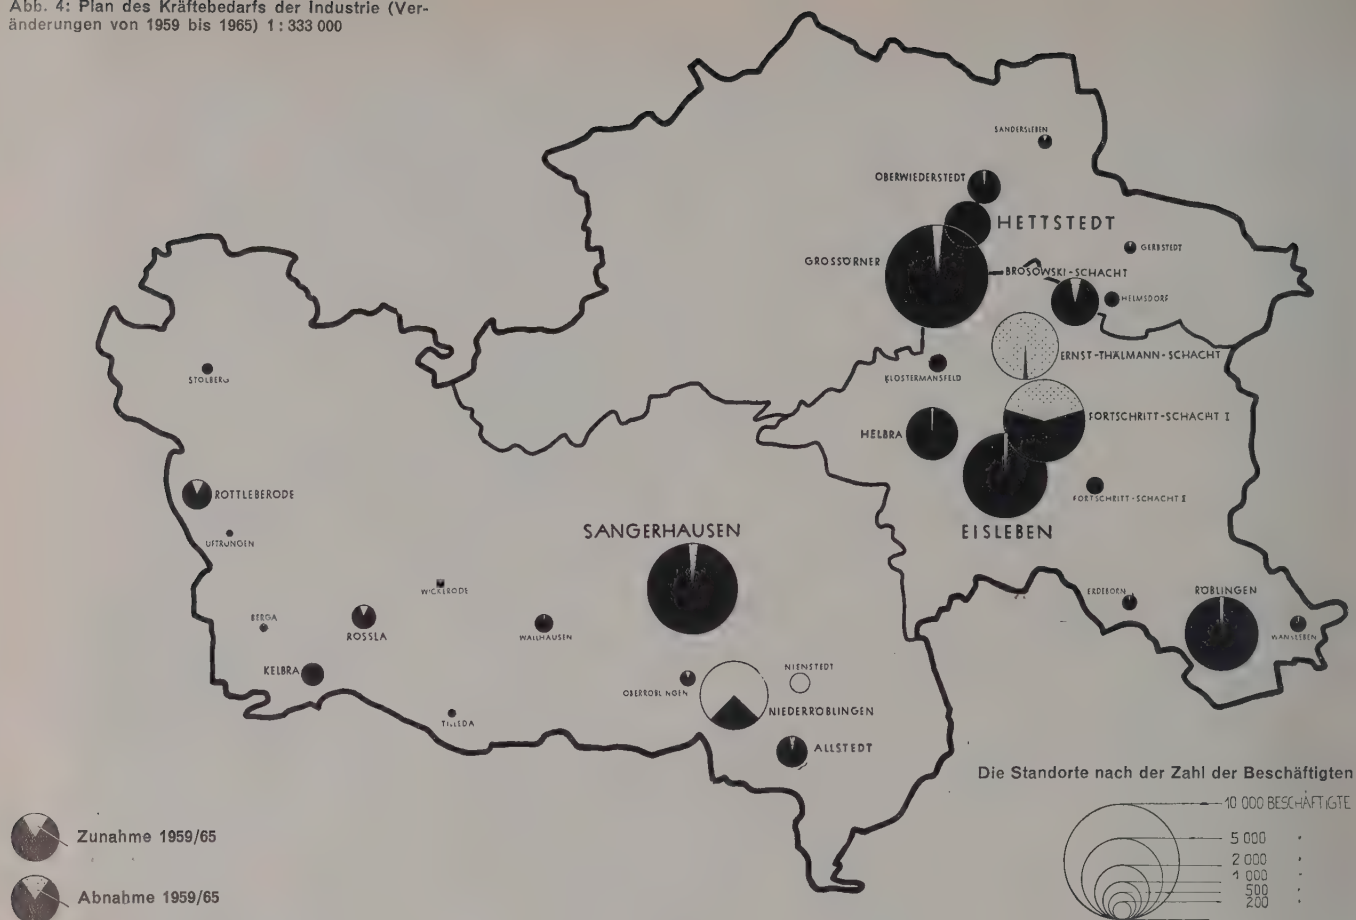 Abb. 4: Plan des Kräftebedarfs der Industrie (Ver-
änderungen von 1959 bis 1965) 1 : 333 000
SANDERSLEBEN
OBERWIEDERSTEDT
HETTSTEDT
GERBSTEDT
GROSSÖRNER
BROSOWSKI-SCHACHT
HELMSDORF
ERNST-THÄLMANN-SCHACHT
KLOSTERMANSFELD
STOLBERG
FORTSCHRITT-SCHACHT I
HELBRA
ROTTLEBERODE
FORTSCHRITT-SCHACHT II
SANGERHAUSEN
EISLEBEN
UFTRUNGEN
WICKERODE
ERDEBORN
RÖBLINGEN
BERGA
ROSSLA
WALLHAUSEN
WANSLEBEN
KELBRA
NIENSTEDT
OBERRÖBLINGEN
NIEDERRÖBLINGEN
TILLEDA
ALLSTEDT
Die Standorte nach der Zahl der Beschäftigten
10 000 BESCHÄFTIGTE
5 000 "
2 000 "
1 000 "
500 "
200 "
Zunahme 1959/65
Abnahme 1959/65